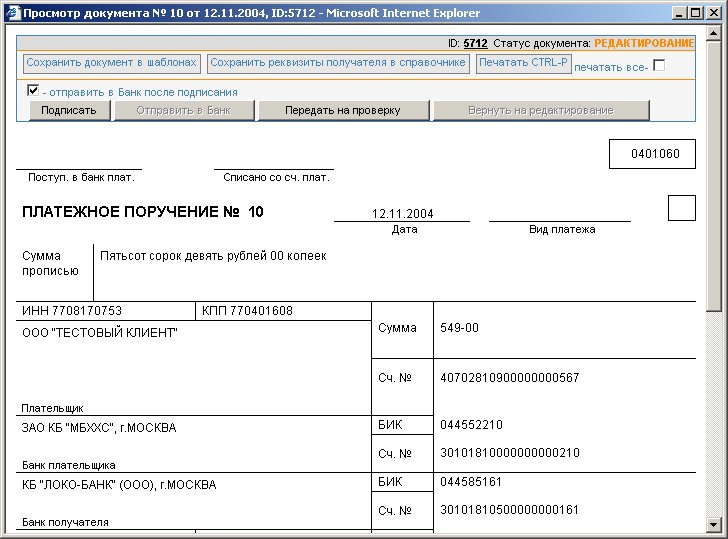 Просмотр документа № 10 от 12.11.2004, ID:5712 - Microsoft Internet Explorer
ID: 5712 Статус документа: РЕДАКТИРОВАНИЕ
Сохранить документ в шаблонах Сохранить реквизиты получателя в справочнике Печатать CTRL-P печатать все-
- отправить в Банк после подписания
Подписать Отправить в Банк Передать на проверку Вернуть на редактирование
0401060
Поступ. в банк плат. Списано со сч. плат.
ПЛАТЕЖНОЕ ПОРУЧЕНИЕ № 10 12.11.2004
Дата Вид платежа
Сумма прописью Пятьсот сорок девять рублей 00 копеек
ИНН 7708170753 КПП 770401608
ООО "ТЕСТОВЫЙ КЛИЕНТ" Сумма 549-00
Сч. № 40702810900000000567
Плательщик
ЗАО КБ "МБХХС", г.МОСКВА БИК 044552210
Сч. № 30101810000000000210
Банк плательщика
КБ "ЛОКО-БАНК" (ООО), г.МОСКВА БИК 044585161
Сч. № 30101810500000000161
Банк получателя